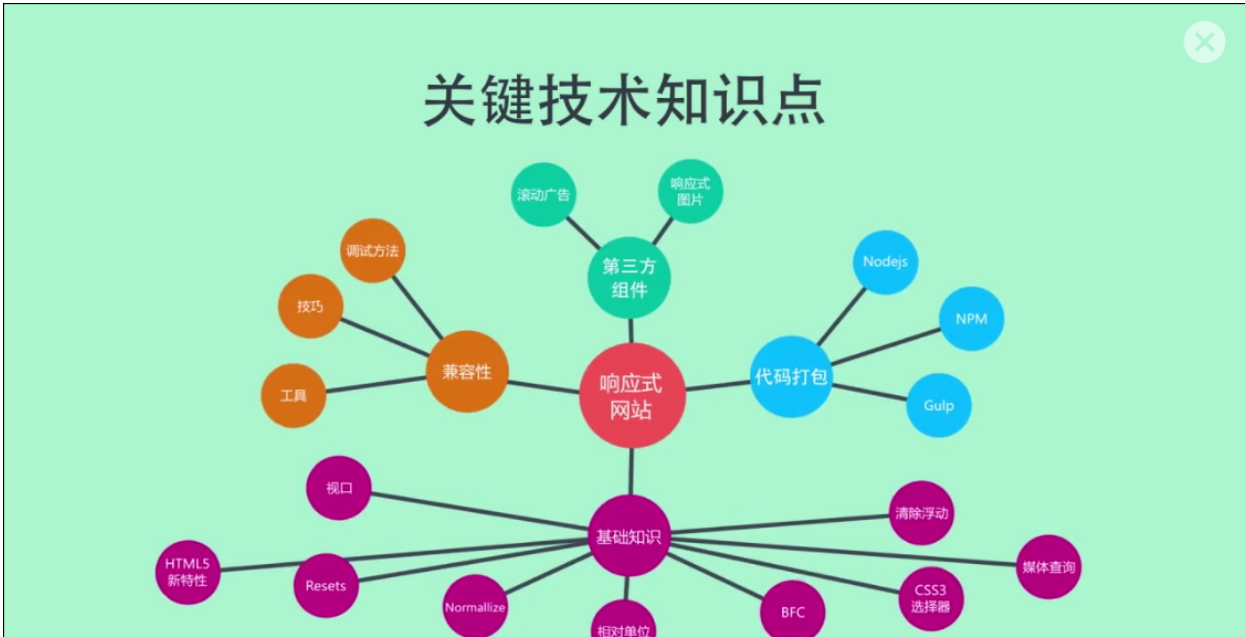 关键技术知识点
滚动广告
响应式
图片
调试方法
第三方
组件
Nodejs
技巧
NPM
兼容性
响应式
网站
代码打包
工具
Gulp
视口
清除浮动
基础知识
HTML5
新特性
Resets
媒体查询
Normallize
CSS3
选择器
BFC
相对单位